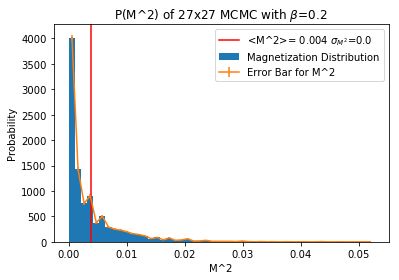 P(M^2) of 27x27 MCMC with β=0.2
<M^2>= 0.004 σ_{M²}=0.0
Magnetization Distribution
Error Bar for M^2
Probability
4000
3500
3000
2500
2000
1500
1000
500
0
0.00 0.01 0.02 0.03 0.04 0.05
M^2